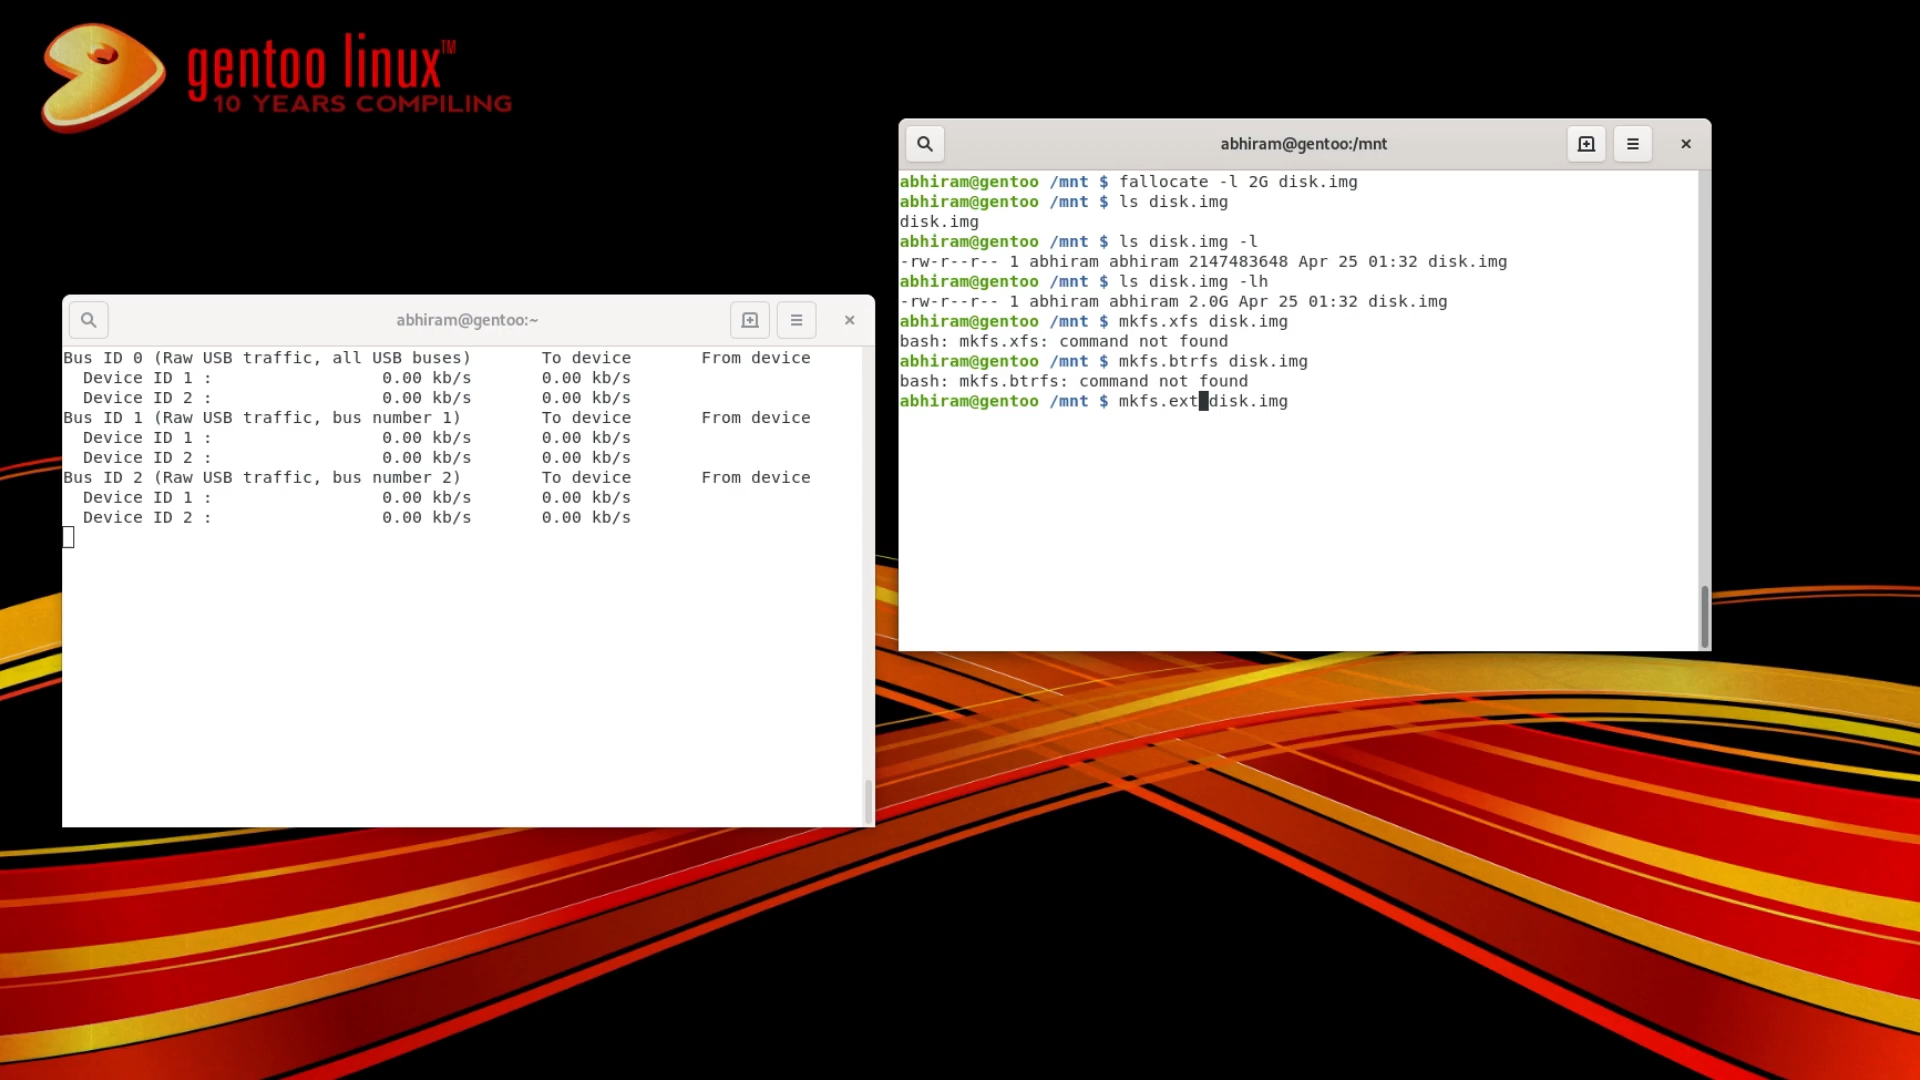 gentoo linux™
10 YEARS COMPILING
abhiram@gentoo:~
Bus ID 0 (Raw USB traffic, all USB buses) To device From device
Device ID 1 : 0.00 kb/s 0.00 kb/s
Device ID 2 : 0.00 kb/s 0.00 kb/s
Bus ID 1 (Raw USB traffic, bus number 1) To device From device
Device ID 1 : 0.00 kb/s 0.00 kb/s
Device ID 2 : 0.00 kb/s 0.00 kb/s
Bus ID 2 (Raw USB traffic, bus number 2) To device From device
Device ID 1 : 0.00 kb/s 0.00 kb/s
Device ID 2 : 0.00 kb/s 0.00 kb/s
abhiram@gentoo:/mnt
abhiram@gentoo /mnt $ fallocate -l 2G disk.img
abhiram@gentoo /mnt $ ls disk.img
disk.img
abhiram@gentoo /mnt $ ls disk.img -l
-rw-r--r-- 1 abhiram abhiram 2147483648 Apr 25 01:32 disk.img
abhiram@gentoo /mnt $ ls disk.img -lh
-rw-r--r-- 1 abhiram abhiram 2.0G Apr 25 01:32 disk.img
abhiram@gentoo /mnt $ mkfs.xfs disk.img
bash: mkfs.xfs: command not found
abhiram@gentoo /mnt $ mkfs.btrfs disk.img
bash: mkfs.btrfs: command not found
abhiram@gentoo /mnt $ mkfs.ext disk.img